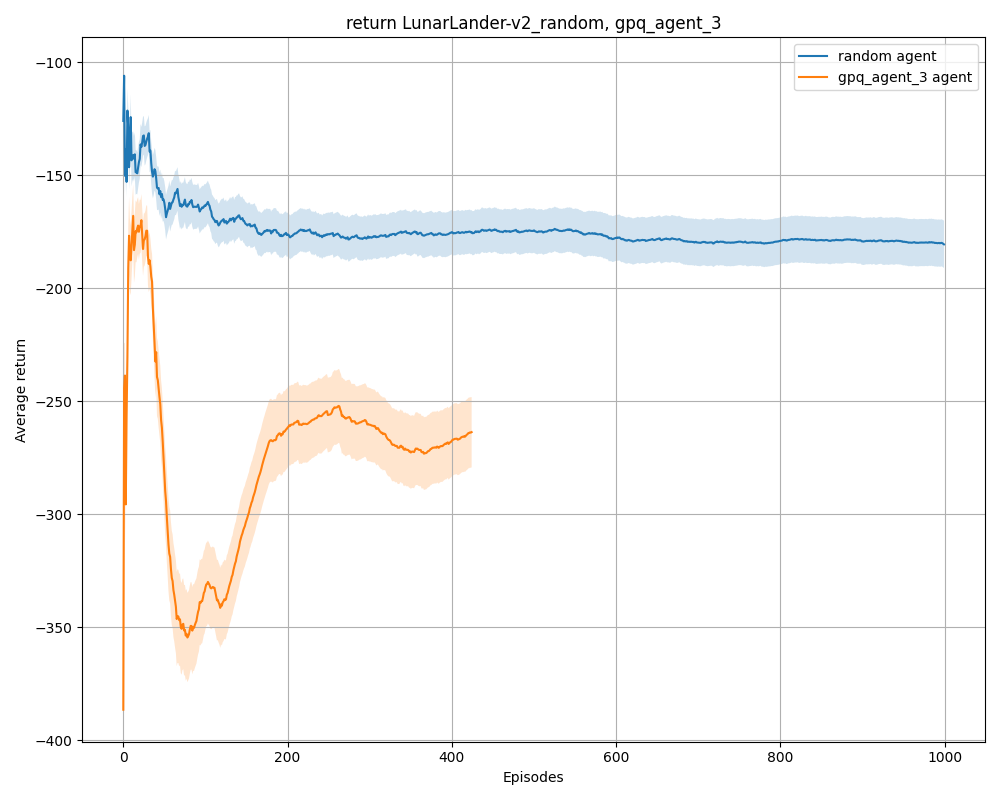 return LunarLander-v2_random, gpq_agent_3
random agent
gpq_agent_3 agent
Average return
−100
−150
−200
−250
−300
−350
−400
0 200 400 600 800 1000
Episodes